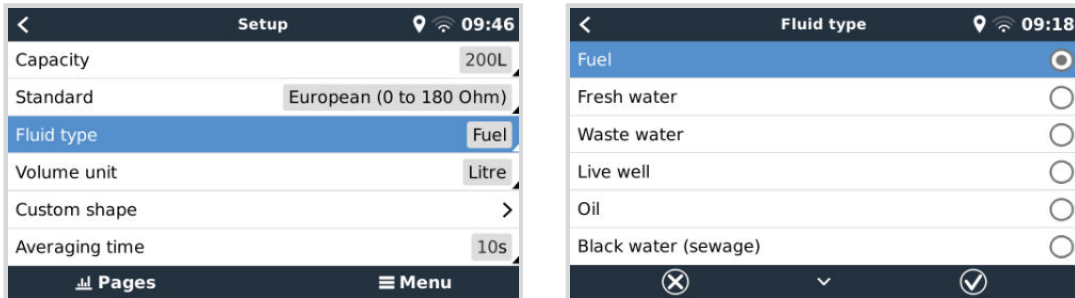 Setup 09:46
Capacity 200L
Standard European (0 to 180 Ohm)
Fluid type Fuel
Volume unit Litre
Custom shape
Averaging time 10s
Pages Menu
Fluid type 09:18
Fuel
Fresh water
Waste water
Live well
Oil
Black water (sewage)